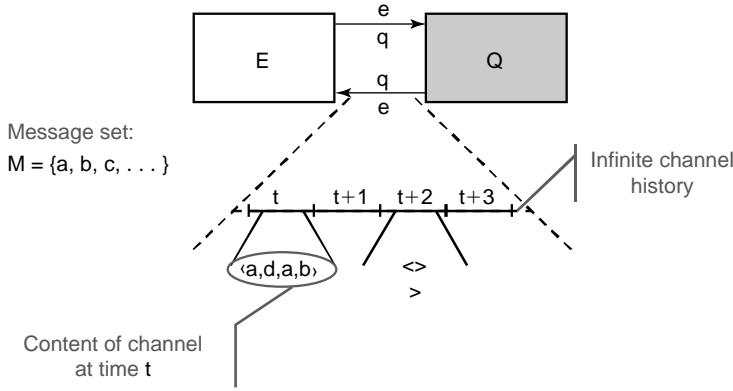 e
E
q
Q
q
e
Message set:
M = {a, b, c, . . . }
Infinite channel
history
t
t+1
t+2
t+3
‹a,d,a,b›
<>
>
Content of channel
at time t